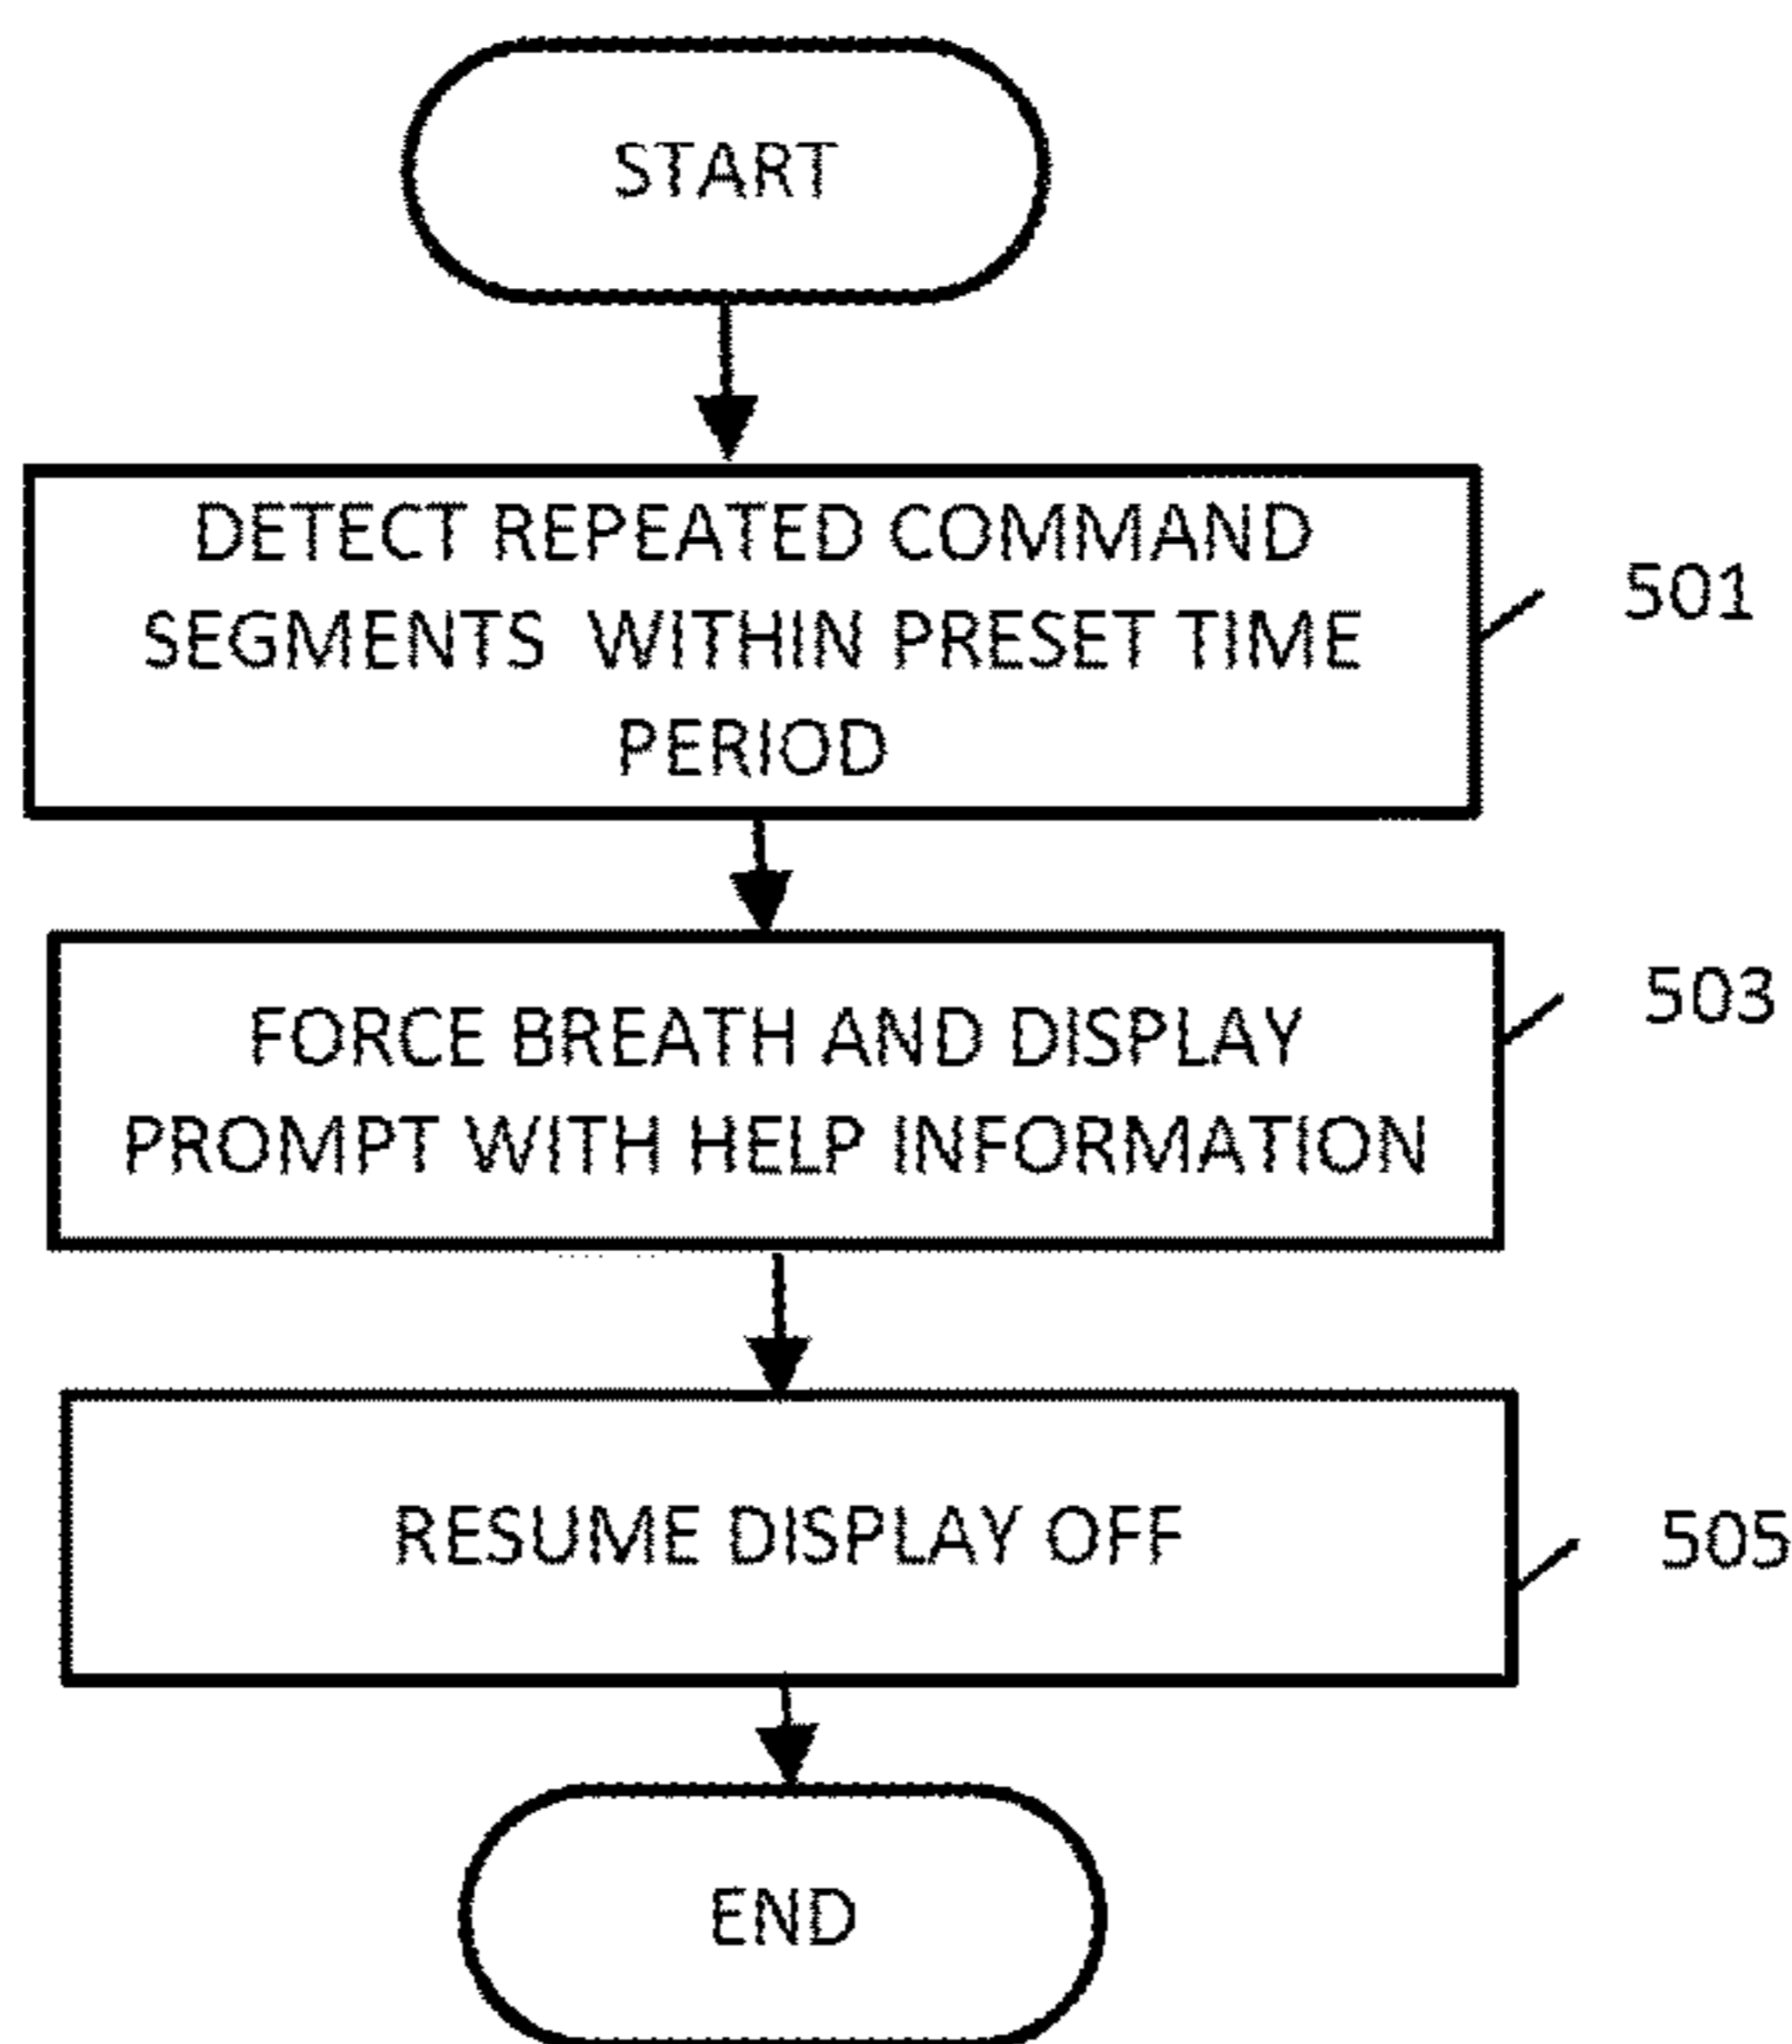 START
DETECT REPEATED COMMAND
SEGMENTS WITHIN PRESET TIME
PERIOD
501
FORCE BREATH AND DISPLAY
PROMPT WITH HELP INFORMATION
503
RESUME DISPLAY OFF
505
END